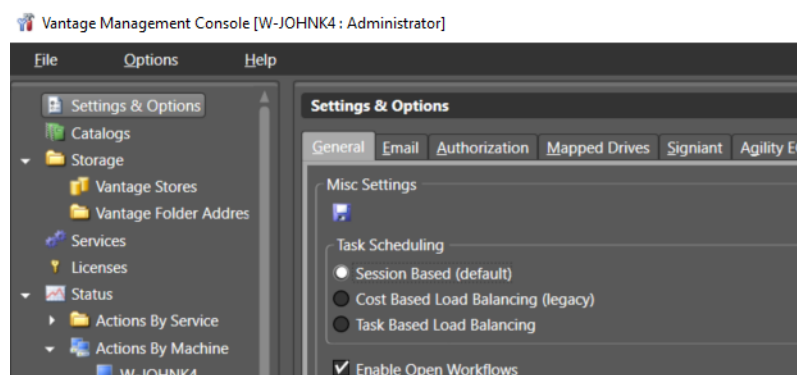 Vantage Management Console [W-JOHNK4 : Administrator]
File Options Help
Settings & Options
Catalogs
Storage
Vantage Stores
Vantage Folder Addres
Services
Licenses
Status
Actions By Service
Actions By Machine
W-JOHNK4
Settings & Options
General Email Authorization Mapped Drives Signiant Agility E
Misc Settings
Task Scheduling
Session Based (default)
Cost Based Load Balancing (legacy)
Task Based Load Balancing
Enable Open Workflows